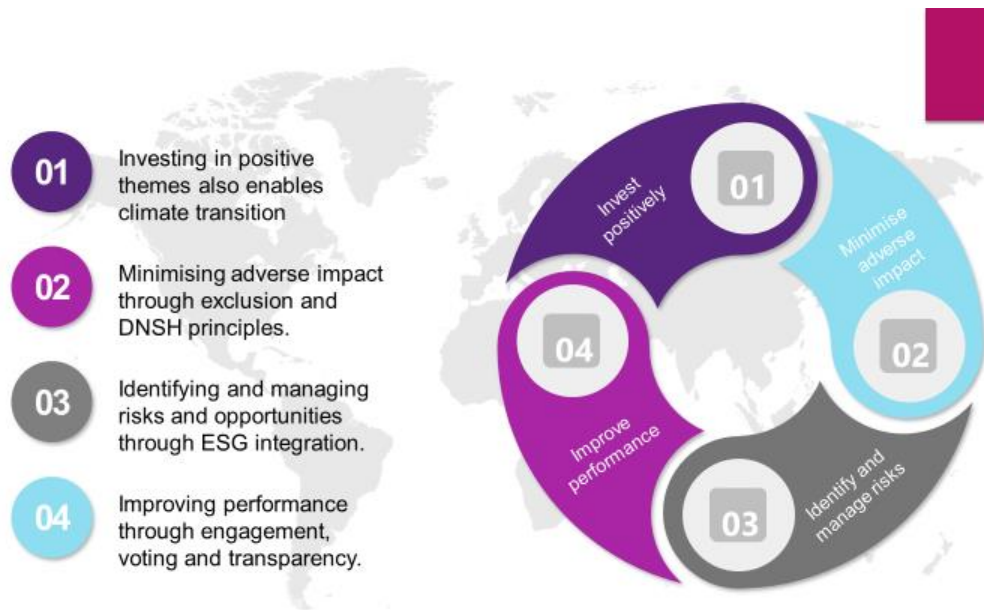 01
Investing in positive
themes also enables
climate transition
02
Minimising adverse impact
through exclusion and
DNSH principles.
03
Identifying and managing
risks and opportunities
through ESG integration.
04
Improving performance
through engagement,
voting and transparency.
Invest
positively
01
Minimise
adverse
impact
02
Identify and
manage risks
03
Improve
performance
04